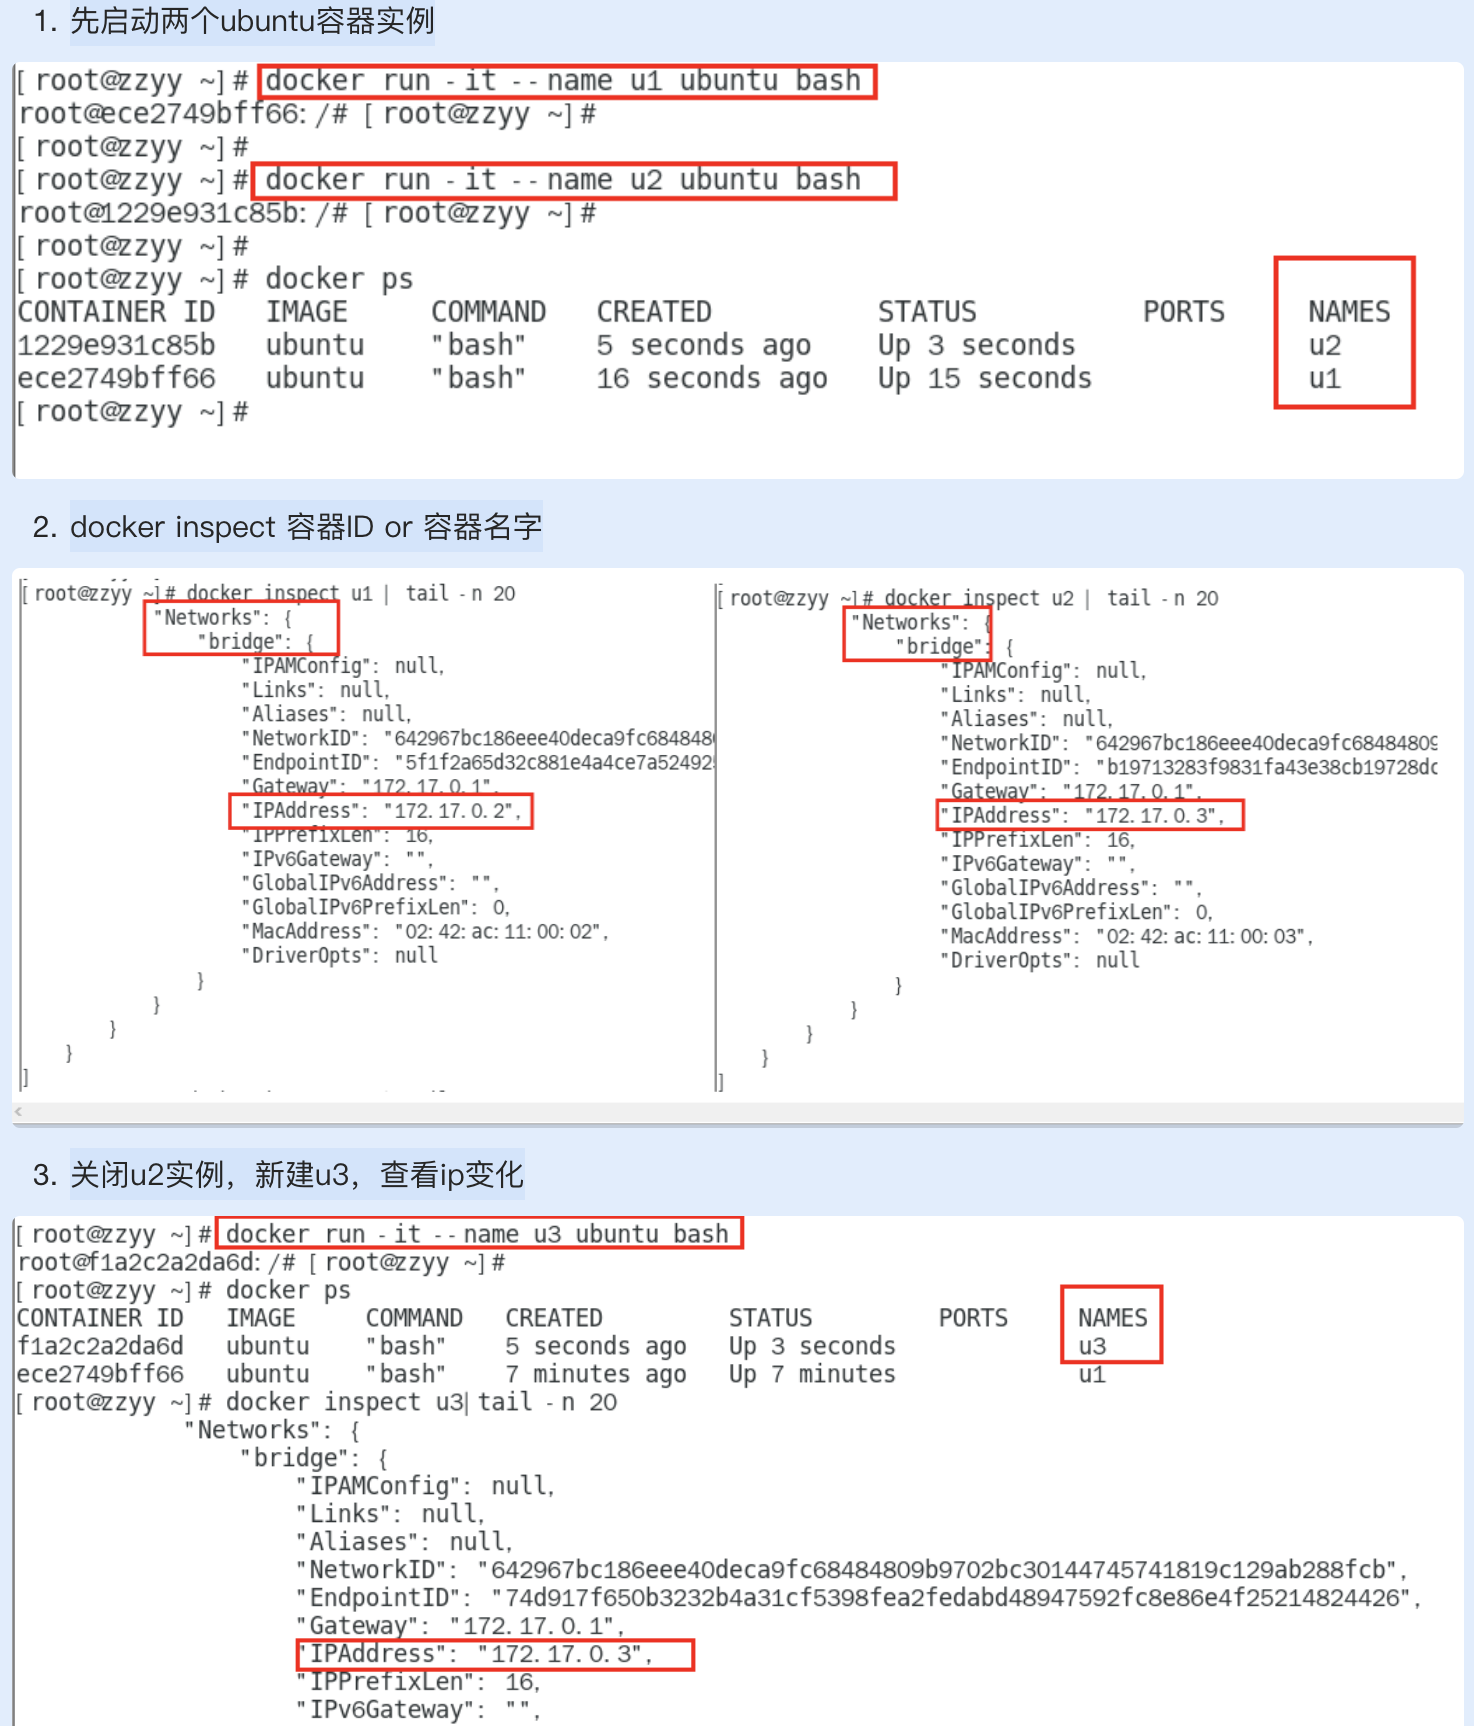 1. 先启动两个ubuntu容器实例
[root@zzyy ~]# docker run -it --name u1 ubuntu bash
root@ece2749bff66:/# [root@zzyy ~]#
[root@zzyy ~]#
[root@zzyy ~]# docker run -it --name u2 ubuntu bash
root@1229e931c85b:/# [root@zzyy ~]#
[root@zzyy ~]#
[root@zzyy ~]# docker ps
CONTAINER ID   IMAGE   COMMAND   CREATED   STATUS   PORTS   NAMES
1229e931c85b   ubuntu   "bash"   5 seconds ago   Up 3 seconds   u2
ece2749bff66   ubuntu   "bash"   16 seconds ago   Up 15 seconds   u1
[root@zzyy ~]#
2. docker inspect 容器ID or 容器名字
[root@zzyy ~]# docker inspect u1 | tail -n 20
"Networks": {
"bridge": {
"IPAMConfig": null,
"Links": null,
"Aliases": null,
"NetworkID": "642967bc186eee40deca9fc684848
"EndpointID": "5f1f2a65d32c881e4a4ce7a52492
"Gateway": "172.17.0.1",
"IPAddress": "172.17.0.2",
"IPPrefixLen": 16,
"IPv6Gateway": "",
"GlobalIPv6Address": "",
"GlobalIPv6PrefixLen": 0,
"MacAddress": "02:42:ac:11:00:02",
"DriverOpts": null
}
}
}
}
]
[root@zzyy ~]# docker inspect u2 | tail -n 20
"Networks": {
"bridge": {
"IPAMConfig": null,
"Links": null,
"Aliases": null,
"NetworkID": "642967bc186eee40deca9fc68484809
"EndpointID": "b19713283f9831fa43e38cb19728dc
"Gateway": "172.17.0.1",
"IPAddress": "172.17.0.3",
"IPPrefixLen": 16,
"IPv6Gateway": "",
"GlobalIPv6Address": "",
"GlobalIPv6PrefixLen": 0,
"MacAddress": "02:42:ac:11:00:03",
"DriverOpts": null
}
}
}
}
]
3. 关闭u2实例，新建u3，查看ip变化
[root@zzyy ~]# docker run -it --name u3 ubuntu bash
root@f1a2c2a2da6d:/# [root@zzyy ~]#
[root@zzyy ~]# docker ps
CONTAINER ID   IMAGE   COMMAND   CREATED   STATUS   PORTS   NAMES
f1a2c2a2da6d   ubuntu   "bash"   5 seconds ago   Up 3 seconds   u3
ece2749bff66   ubuntu   "bash"   7 minutes ago   Up 7 minutes   u1
[root@zzyy ~]# docker inspect u3| tail -n 20
"Networks": {
"bridge": {
"IPAMConfig": null,
"Links": null,
"Aliases": null,
"NetworkID": "642967bc186eee40deca9fc68484809b9702bc30144745741819c129ab288fcb",
"EndpointID": "74d917f650b3232b4a31cf5398fea2fedabd48947592fc8e86e4f25214824426",
"Gateway": "172.17.0.1",
"IPAddress": "172.17.0.3",
"IPPrefixLen": 16,
"IPv6Gateway": "",